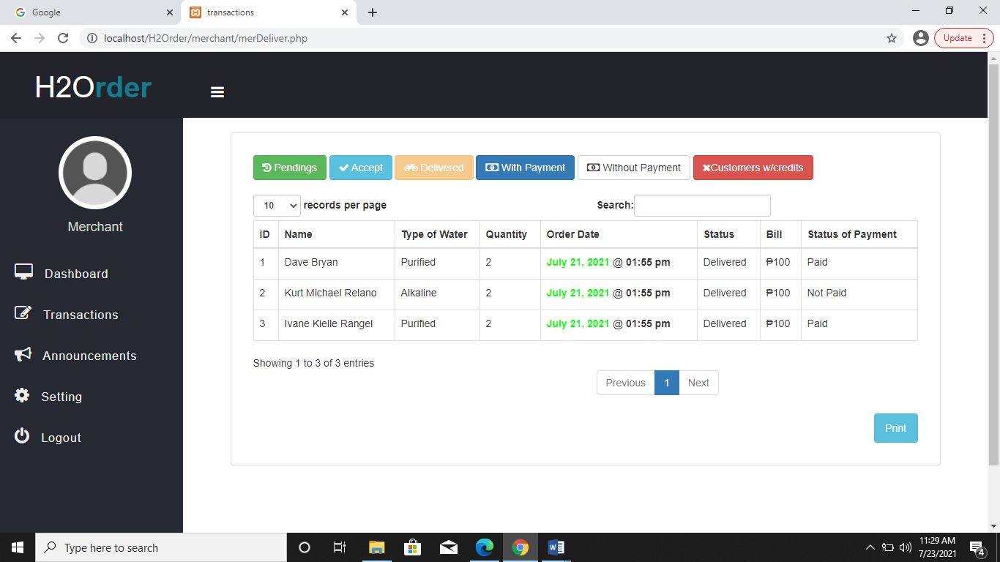 Google
transactions
localhost/H2Order/merchant/merDeliver.php
Update
H2Order
Merchant
Dashboard
Transactions
Announcements
Setting
Logout
Pendings Accept Delivered With Payment Without Payment Customers w/credits
10 records per page Search:
ID Name Type of Water Quantity Order Date Status Bill Status of Payment
1 Dave Bryan Purified 2 July 21, 2021 @ 01:55 pm Delivered ₱100 Paid
2 Kurt Michael Relano Alkaline 2 July 21, 2021 @ 01:55 pm Delivered ₱100 Not Paid
3 Ivane Kielle Rangel Purified 2 July 21, 2021 @ 01:55 pm Delivered ₱100 Paid
Showing 1 to 3 of 3 entries
Previous 1 Next
Print
Type here to search
11:29 AM
7/23/2021
4